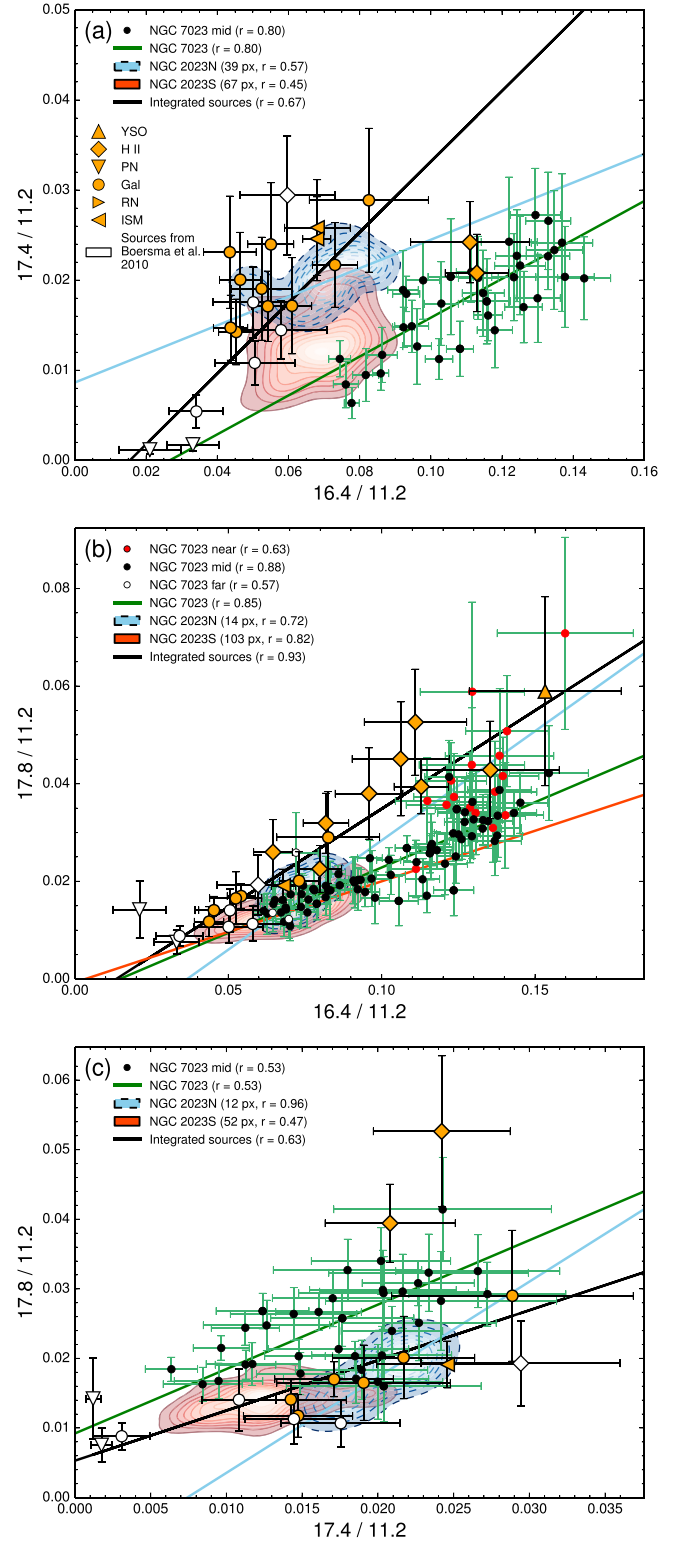 (a)
NGC 7023 mid (r = 0.80)
NGC 7023 (r = 0.80)
NGC 2023N (39 px, r = 0.57)
NGC 2023S (67 px, r = 0.45)
Integrated sources (r = 0.67)
YSO
H II
PN
Gal
RN
ISM
Sources from
Boersma et al.
2010
0.05
0.04
0.03
0.02
0.01
0.00
17.4 / 11.2
0.00 0.02 0.04 0.06 0.08 0.10 0.12 0.14 0.16
16.4 / 11.2
(b)
NGC 7023 near (r = 0.63)
NGC 7023 mid (r = 0.88)
NGC 7023 far (r = 0.57)
NGC 7023 (r = 0.85)
NGC 2023N (14 px, r = 0.72)
NGC 2023S (103 px, r = 0.82)
Integrated sources (r = 0.93)
0.08
0.06
0.04
0.02
0.00
17.8 / 11.2
0.00 0.05 0.10 0.15
16.4 / 11.2
(c)
NGC 7023 mid (r = 0.53)
NGC 7023 (r = 0.53)
NGC 2023N (12 px, r = 0.96)
NGC 2023S (52 px, r = 0.47)
Integrated sources (r = 0.63)
0.06
0.05
0.04
0.03
0.02
0.01
0.00
17.8 / 11.2
0.000 0.005 0.010 0.015 0.020 0.025 0.030 0.035
17.4 / 11.2